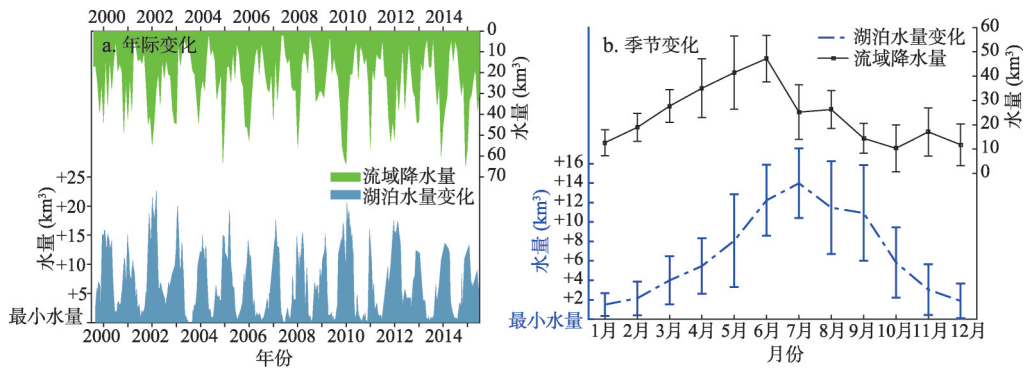 2000 2002 2004 2006 2008 2010 2012 2014
a. 年际变化
0
10
20
30
40
50
60
70
水量 (km³)
流域降水量
湖泊水量变化
+25
+20
+15
+10
+5
最小水量
水量 (km³)
2000 2002 2004 2006 2008 2010 2012 2014
年份
b. 季节变化
湖泊水量变化
流域降水量
60
50
40
30
20
10
0
水量 (km³)
+16
+14
+12
+10
+8
+6
+4
+2
最小水量
水量 (km³)
1月 2月 3月 4月 5月 6月 7月 8月 9月 10月 11月 12月
月份